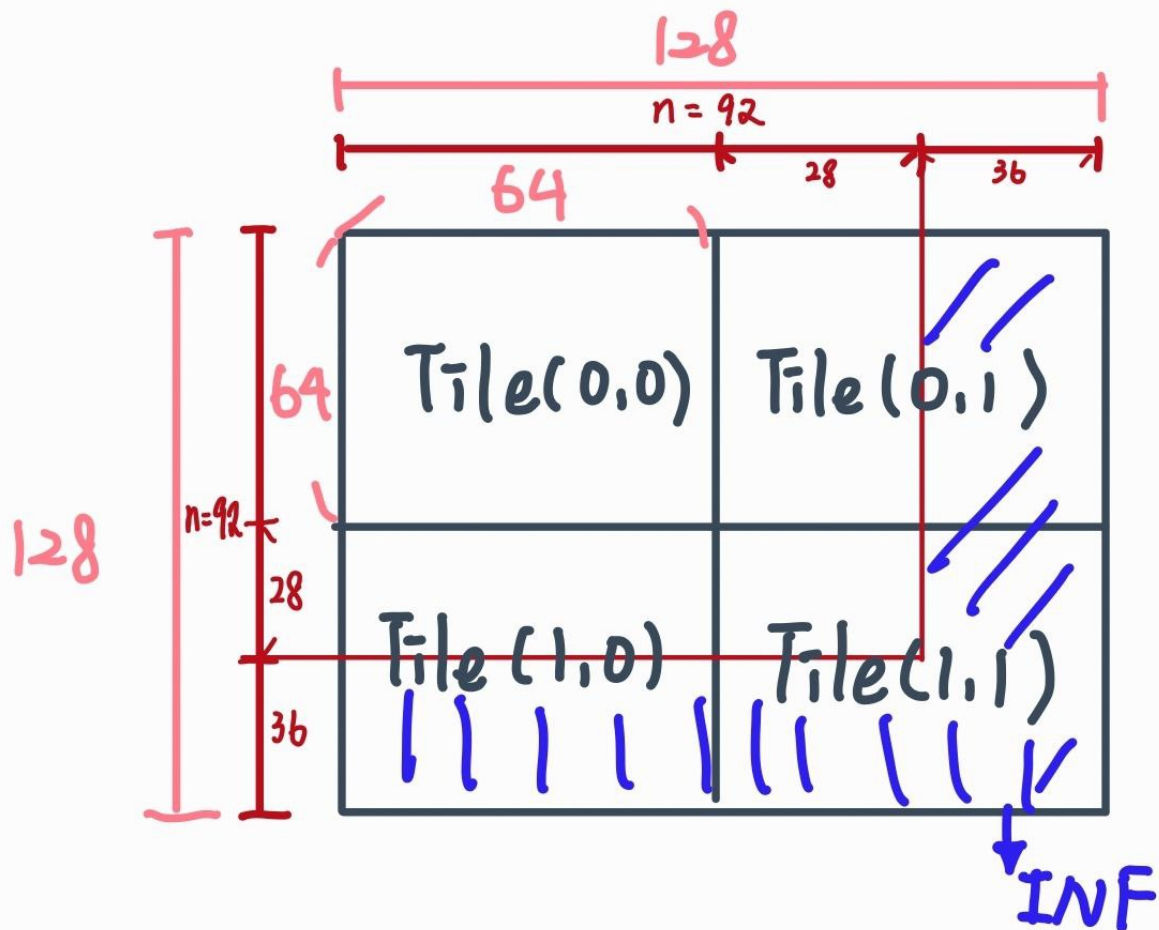 128
n = 92
28
36
64
64
Tile(0,0)
Tile(0,1)
128
n=92
28
36
Tile(1,0)
Tile(1,1)
INF